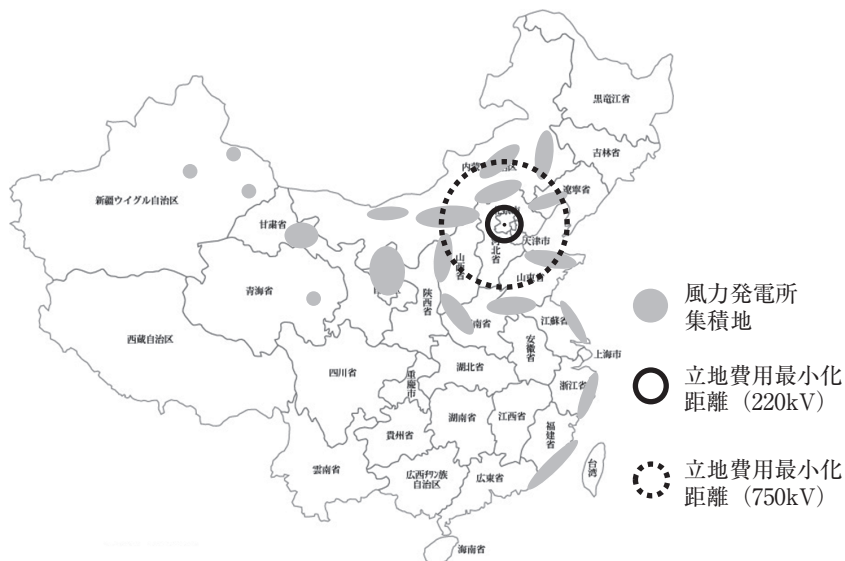 黒竜江省
吉林省
遼寧省
新疆ウイグル自治区
甘粛省
天津市
河北省
山東省
青海省
陝西省
江蘇省
西蔵自治区
安徽省
上海市
四川省
湖北省
重慶市
浙江省
湖南省
江西省
貴州省
福建省
雲南省
広西チワン族
自治区
広東省
台湾
海南省
風力発電所
集積地
立地費用最小化
距離（220kV）
立地費用最小化
距離（750kV）